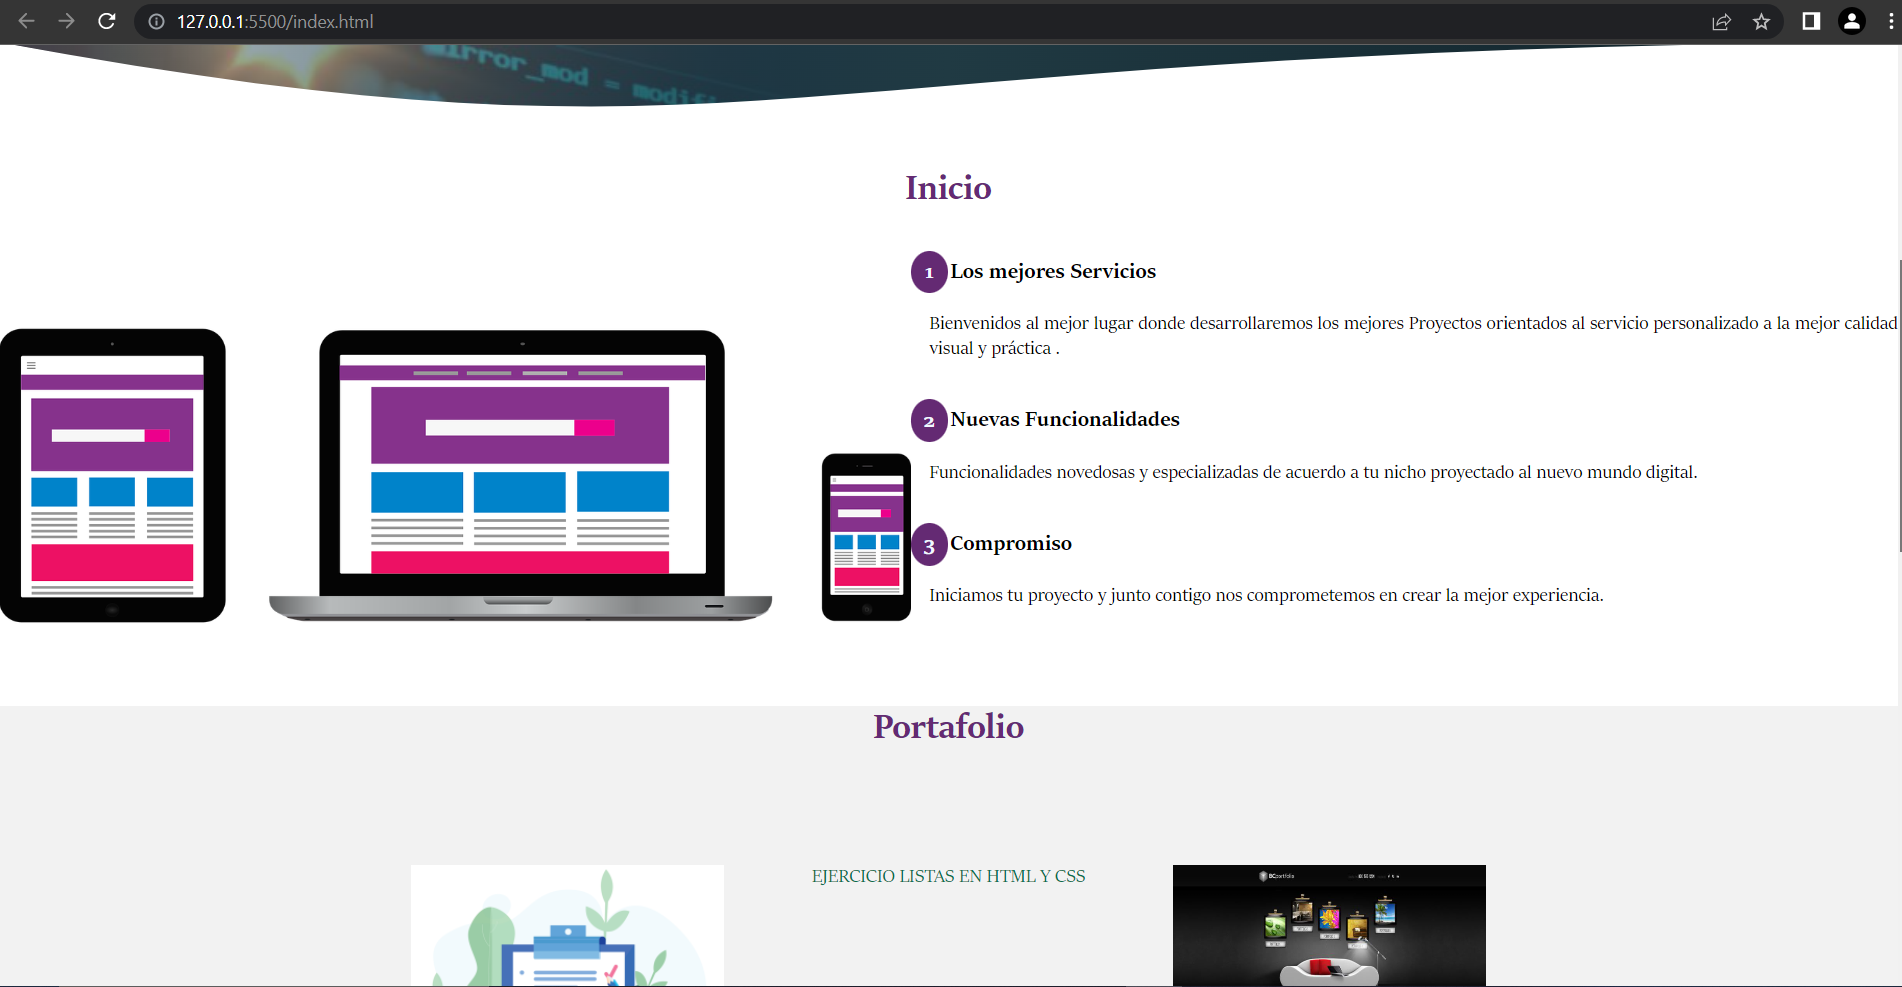 127.0.0.1:5500/index.html
mirror_mod = modifi
Inicio
1 Los mejores Servicios
Bienvenidos al mejor lugar donde desarrollaremos los mejores Proyectos orientados al servicio personalizado a la mejor calidad
visual y práctica .
2 Nuevas Funcionalidades
Funcionalidades novedosas y especializadas de acuerdo a tu nicho proyectado al nuevo mundo digital.
3 Compromiso
Iniciamos tu proyecto y junto contigo nos comprometemos en crear la mejor experiencia.
Portafolio
EJERCICIO LISTAS EN HTML Y CSS
BCportfolio